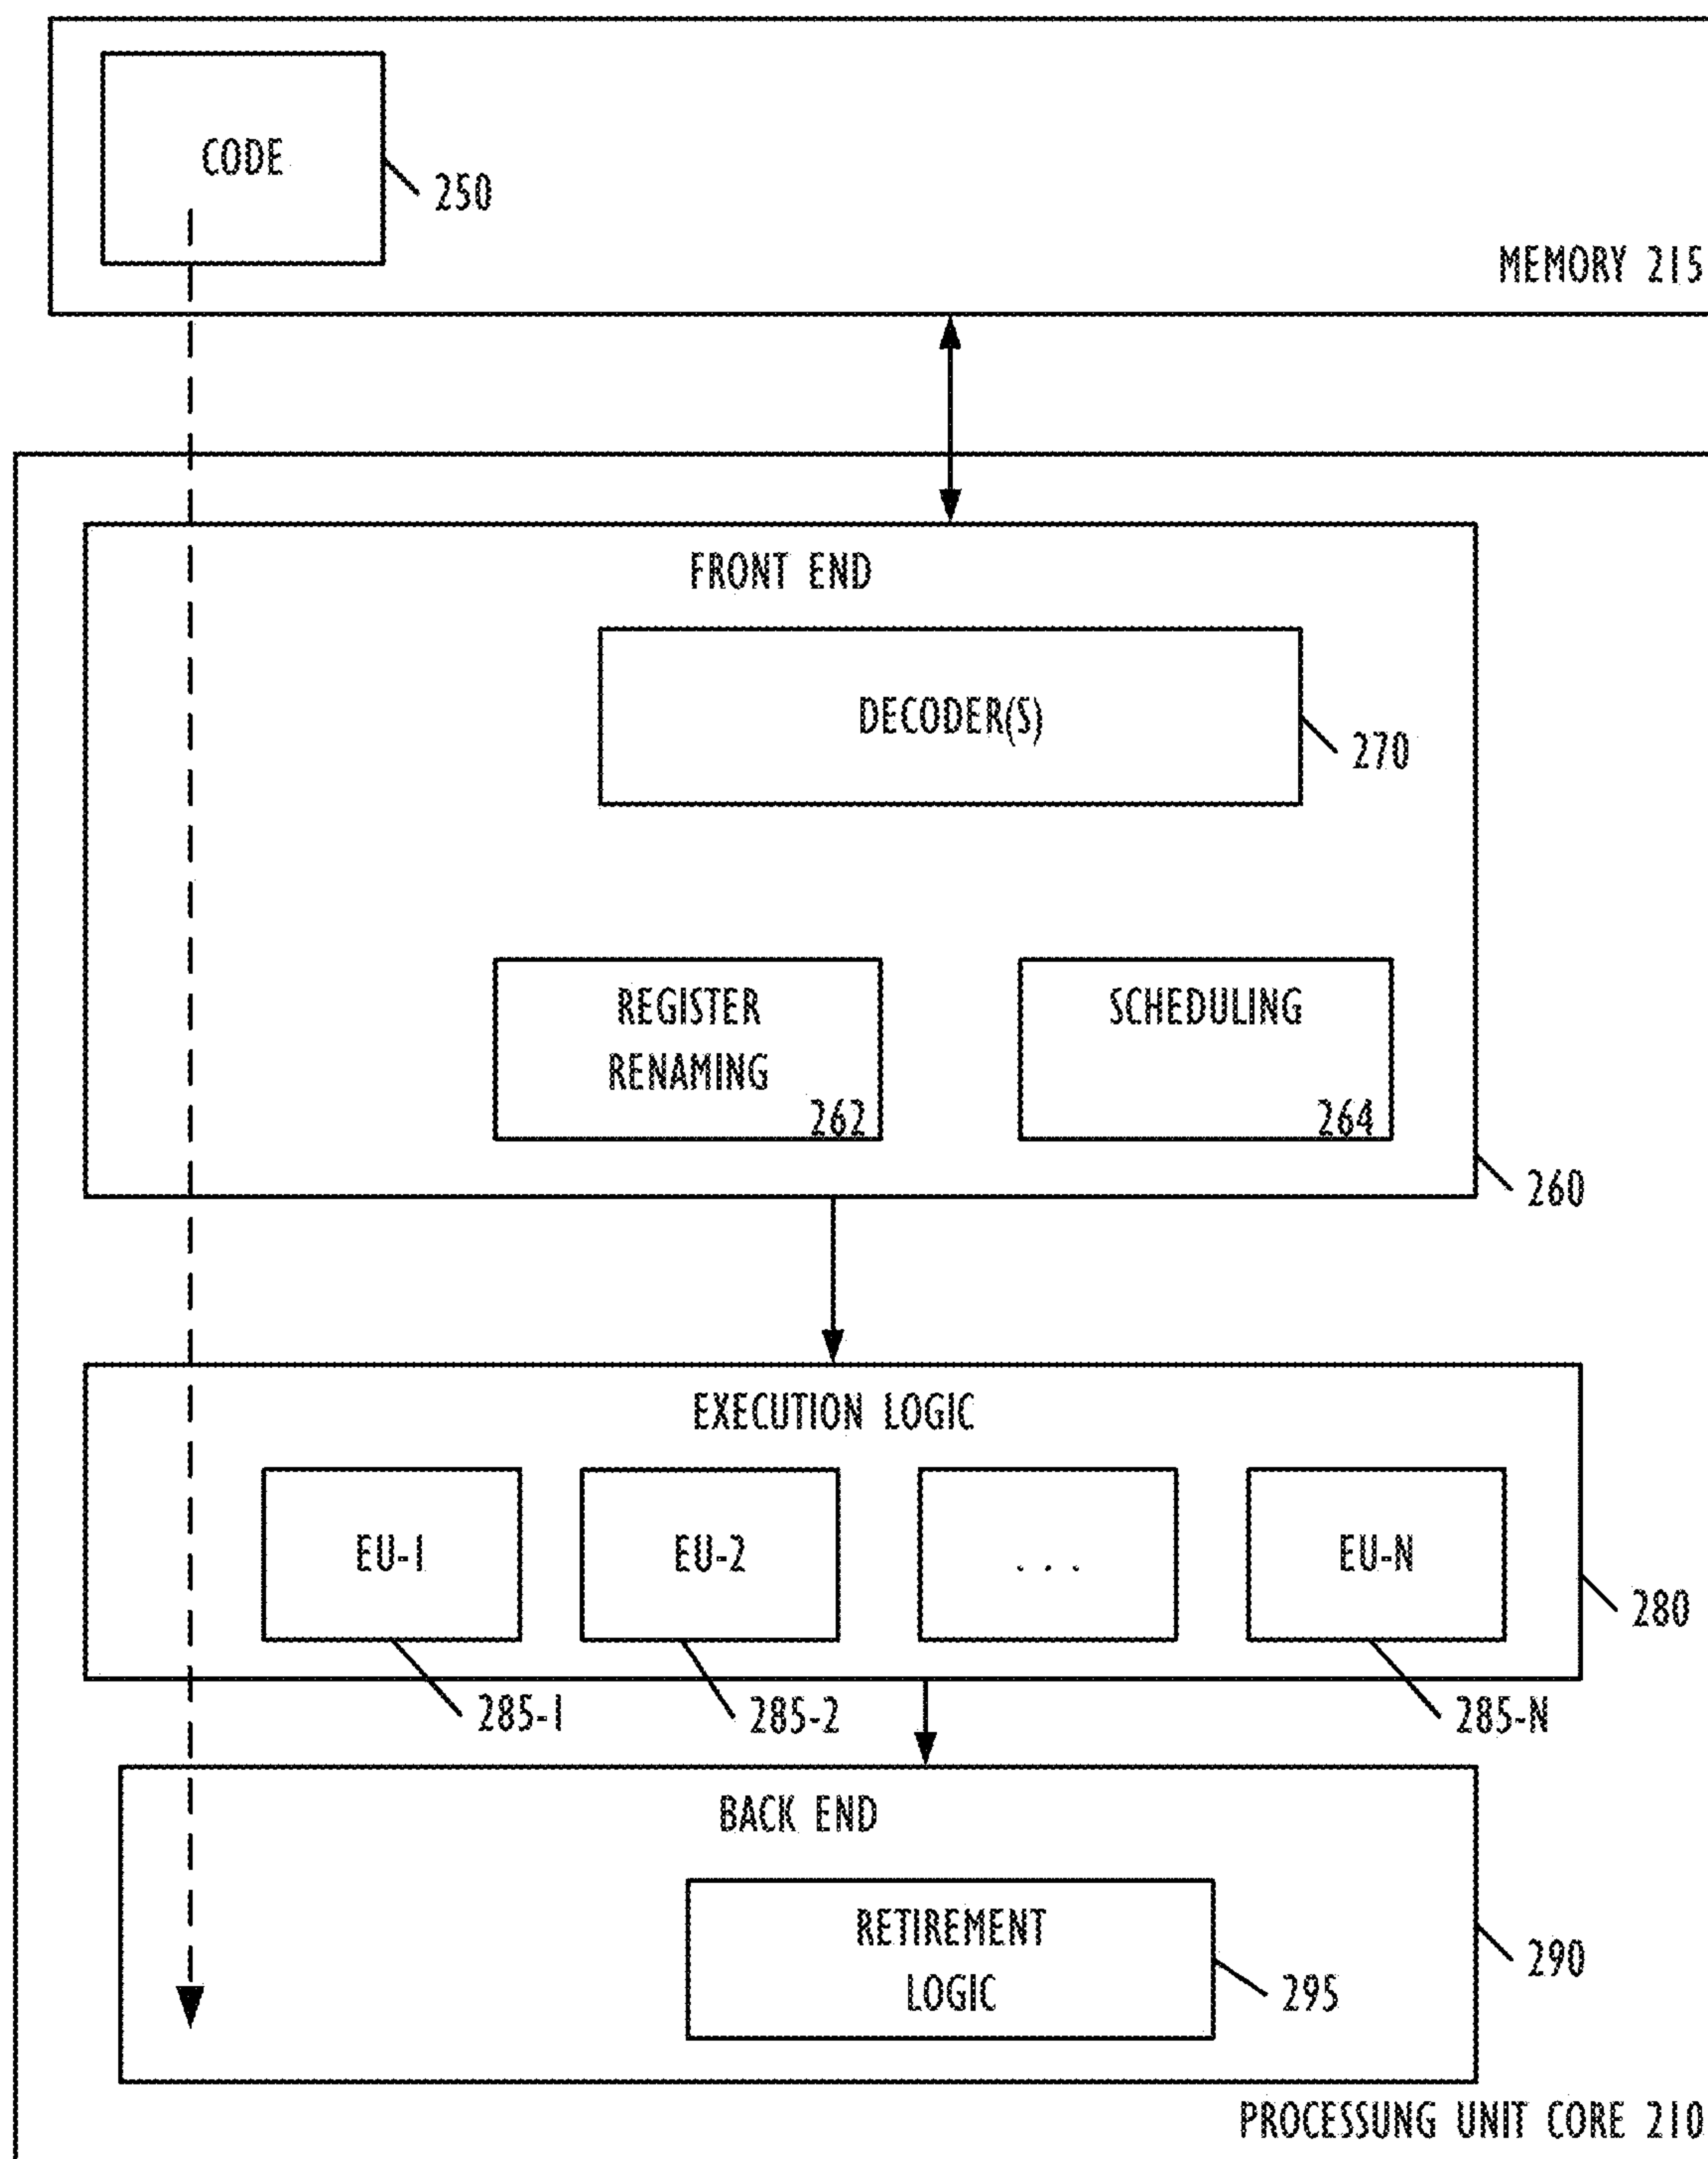 CODE
250
MEMORY 215
FRONT END
DECODER(S)
270
REGISTER
RENAMING
262
SCHEDULING
264
260
EXECUTION LOGIC
EU-1
EU-2
. . .
EU-N
280
285-1
285-2
285-N
BACK END
RETIREMENT
LOGIC
295
290
PROCESSUNG UNIT CORE 210